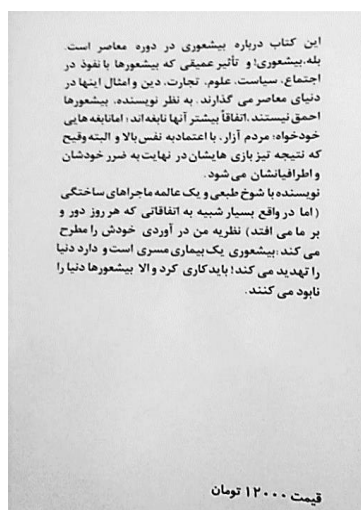 این کتاب درباره بیشعوری در دوره معاصر است.
بله.بیشعوری! و تأثیر عمیقی که بیشعورها با نفوذ در
اجتماع، سیاست، علوم، تجارت، دین و امثال اینها در
دنیای معاصر می گذارند. به نظر نویسنده، بیشعورها
احمق نیستند، اتفاقاً بیشتر آنها نابغه اند؛ اما نابغه هایی
خودخواه؛ مردم آزار، با اعتماد به نفس بالا و البته وقیح
که نتیجه تیز بازی هایشان در نهایت به ضرر خودشان
و اطرافیانشان می شود.
نویسنده با شوخ طبعی و یک عالمه ماجراهای ساختگی
(اما در واقع بسیار شبیه به اتفاقاتی که هر روز دور و
بر ما می افتد) نظریه من در آوردی خودش را مطرح
می کند: بیشعوری یک بیماری مسری است و دارد دنیا
را تهدید می کند! باید کاری کرد والا بیشعورها دنیا را
نابود می کنند.
قیمت ۱۲۰۰۰ تومان